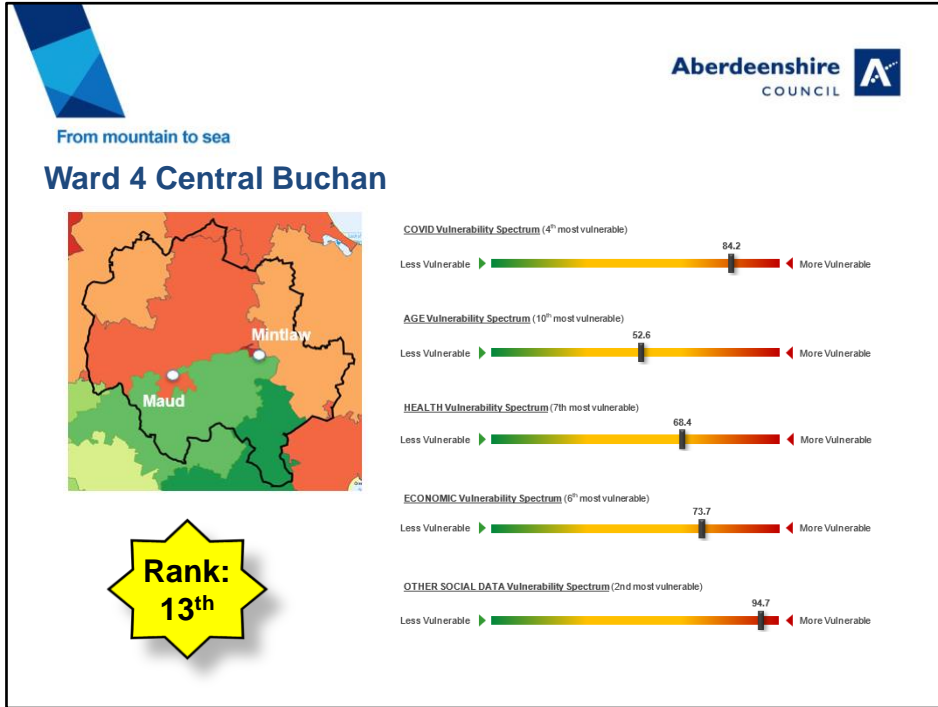 Aberdeenshire
COUNCIL
From mountain to sea
Ward 4 Central Buchan
Mintlaw
Maud
Rank:
13th
COVID Vulnerability Spectrum (4th most vulnerable)
84.2
Less Vulnerable
More Vulnerable
AGE Vulnerability Spectrum (10th most vulnerable)
52.6
Less Vulnerable
More Vulnerable
HEALTH Vulnerability Spectrum (7th most vulnerable)
68.4
Less Vulnerable
More Vulnerable
ECONOMIC Vulnerability Spectrum (6th most vulnerable)
73.7
Less Vulnerable
More Vulnerable
OTHER SOCIAL DATA Vulnerability Spectrum (2nd most vulnerable)
94.7
Less Vulnerable
More Vulnerable